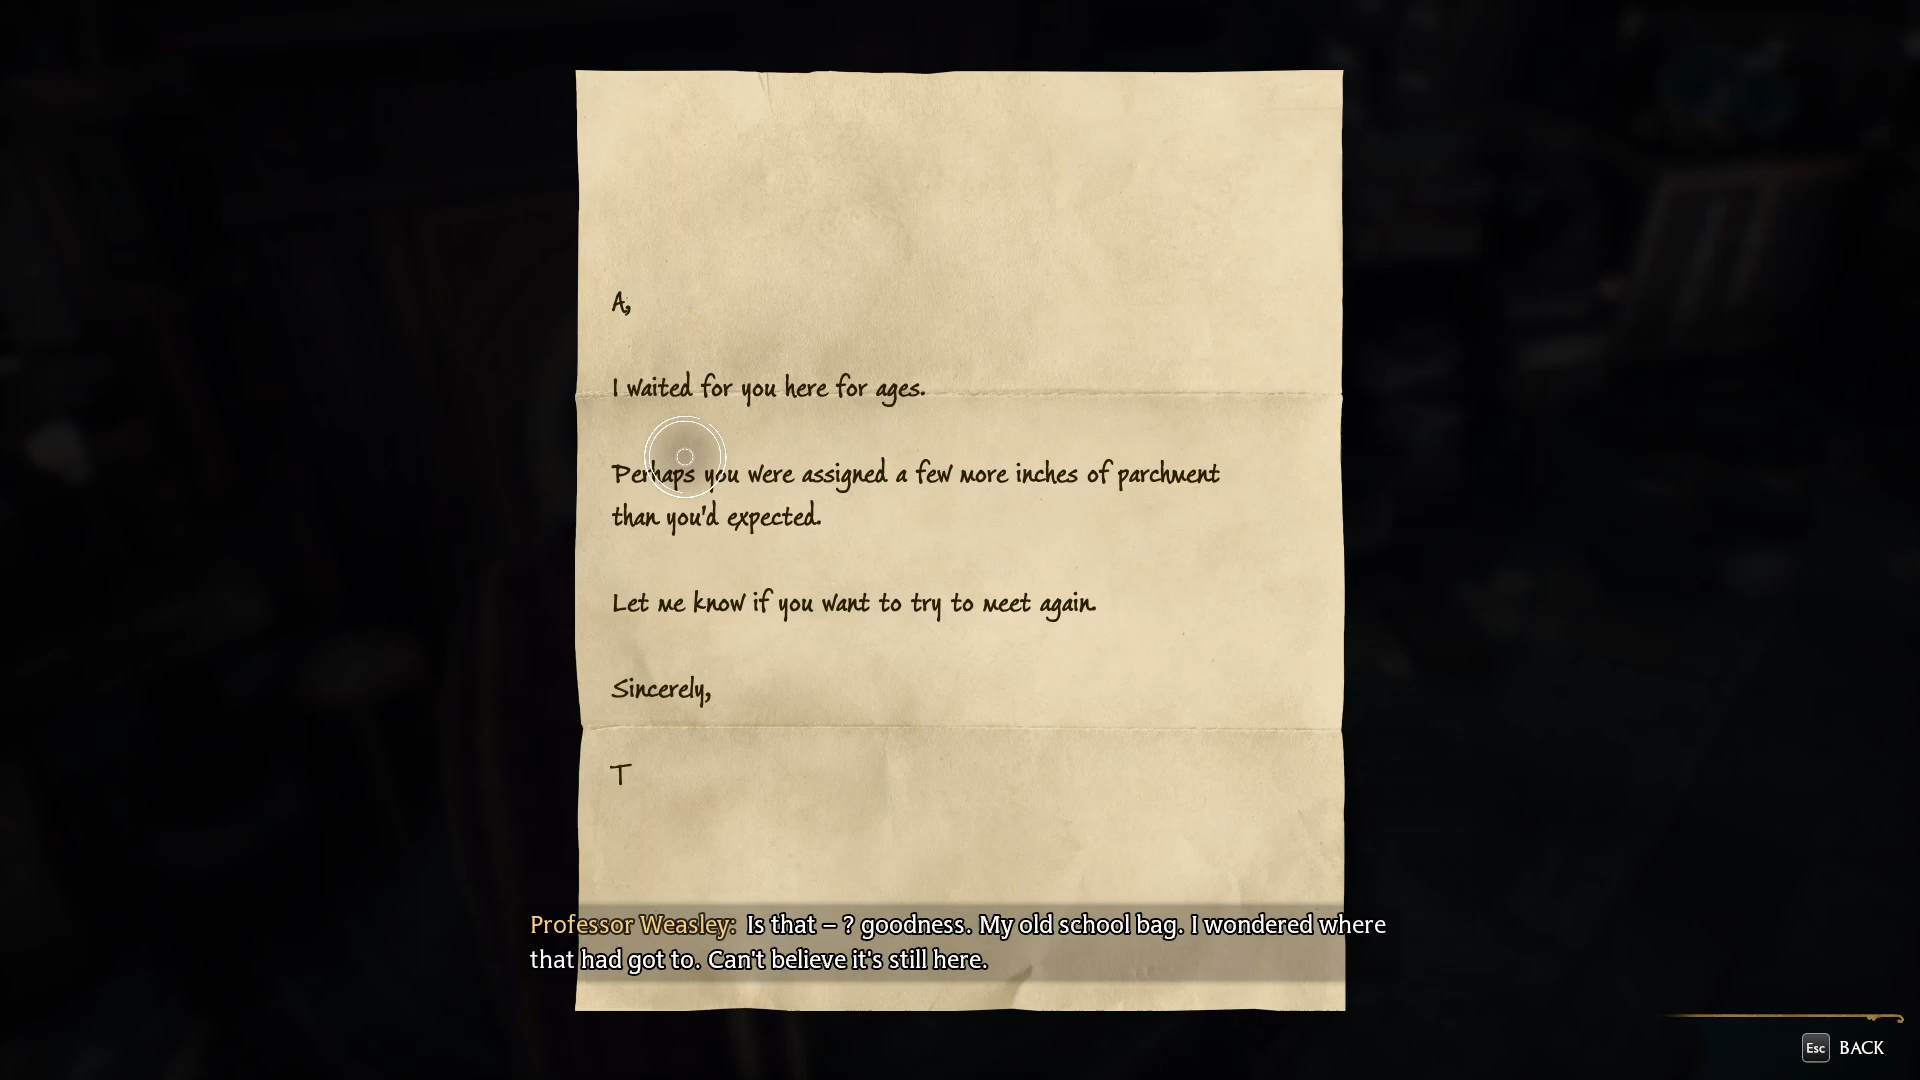 A,
I waited for you here for ages.
Perhaps you were assigned a few more inches of parchment
than you'd expected.
Let me know if you want to try to meet again.
Sincerely,
T
Professor Weasley: Is that – ? goodness. My old school bag. I wondered where
that had got to. Can't believe it's still here.
Esc BACK